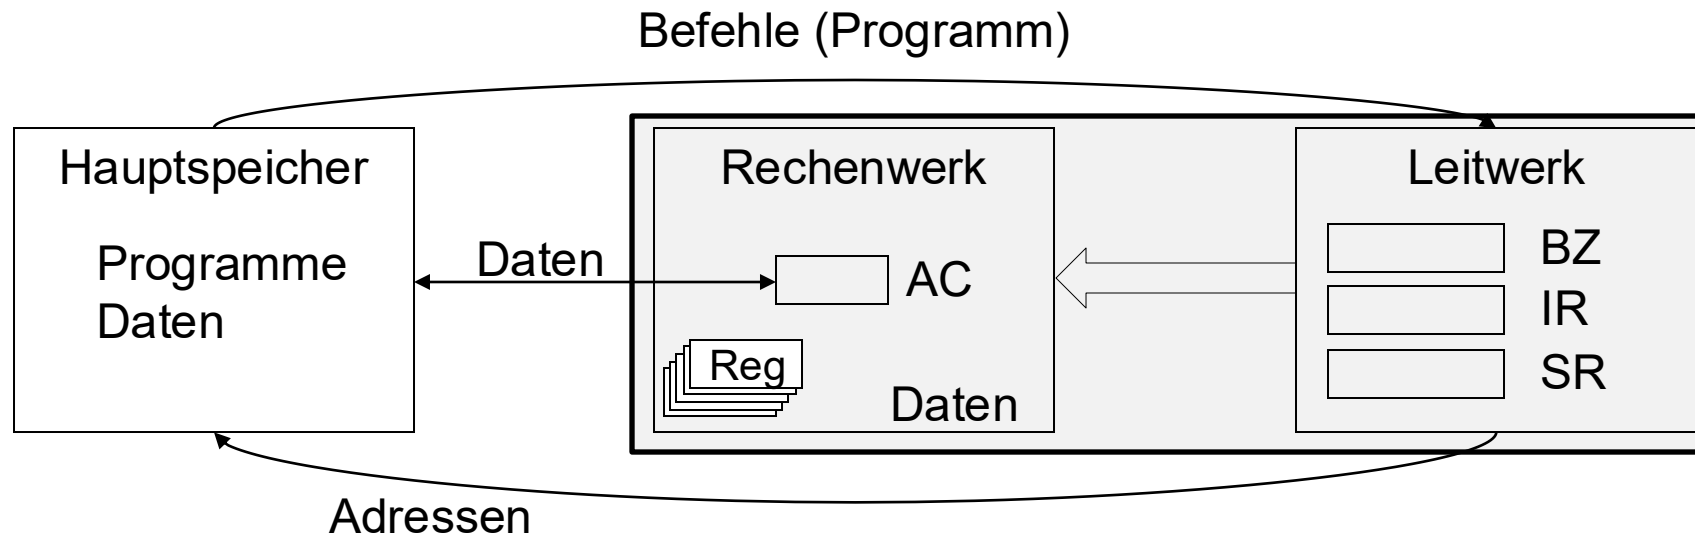 Befehle (Programm)
Hauptspeicher
Programme
Daten
Daten
Rechenwerk
AC
Reg
Daten
Leitwerk
BZ
IR
SR
Adressen